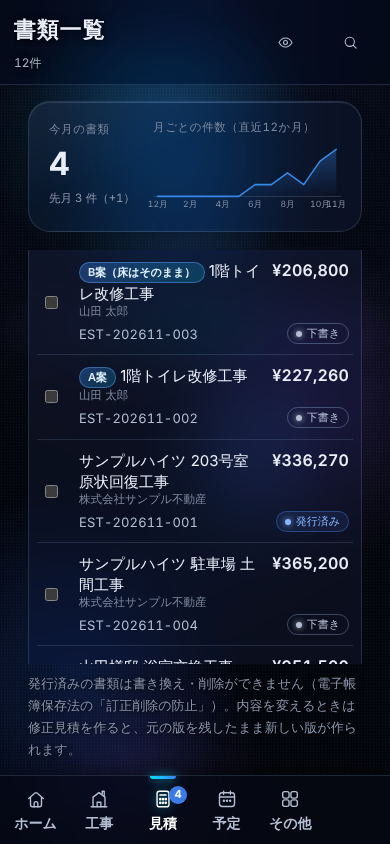 書類一覧
12件
今月の書類
4
先月 3 件（+1）
月ごとの件数（直近12か月）
12月 2月 4月 6月 8月 10月 11月
B案（床はそのまま） 1階トイ
レ改修工事
¥206,800
山田 太郎
EST-202611-003
下書き
A案 1階トイレ改修工事
¥227,260
山田 太郎
EST-202611-002
下書き
サンプルハイツ 203号室
原状回復工事
¥336,270
株式会社サンプル不動産
EST-202611-001
発行済み
サンプルハイツ 駐車場 土
間工事
¥365,200
株式会社サンプル不動産
EST-202611-004
下書き
発行済みの書類は書き換え・削除ができません（電子帳
簿保存法の「訂正削除の防止」）。内容を変えるときは
修正見積を作ると、元の版を残したまま新しい版が作ら
れます。
4
ホーム 工事 見積 予定 その他